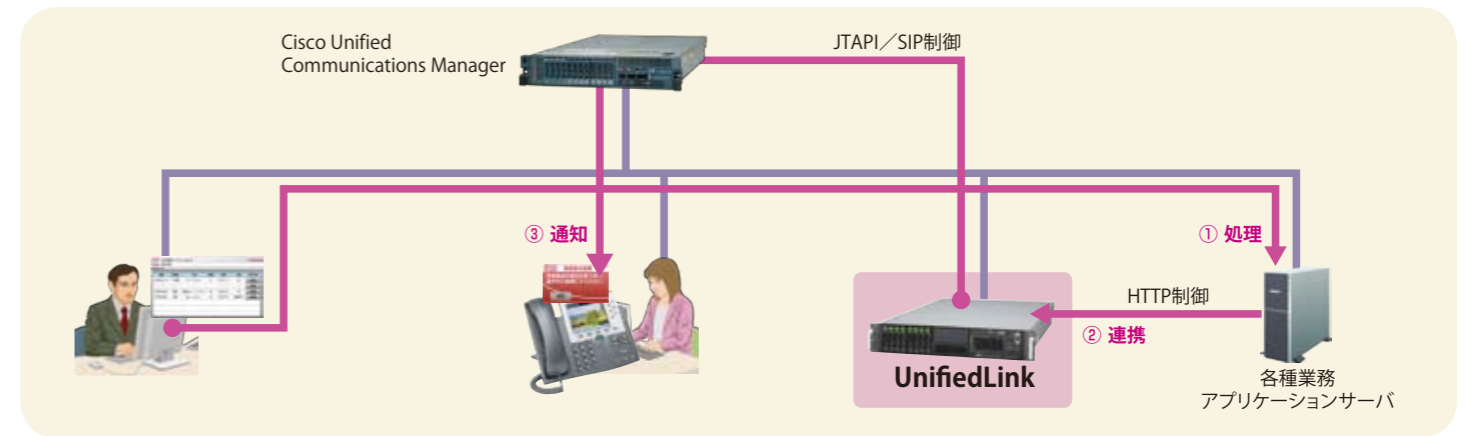 Cisco Unified
Communications Manager
JTAPI／SIP制御
③ 通知
① 処理
HTTP制御
② 連携
UnifiedLink
各種業務
アプリケーションサーバ